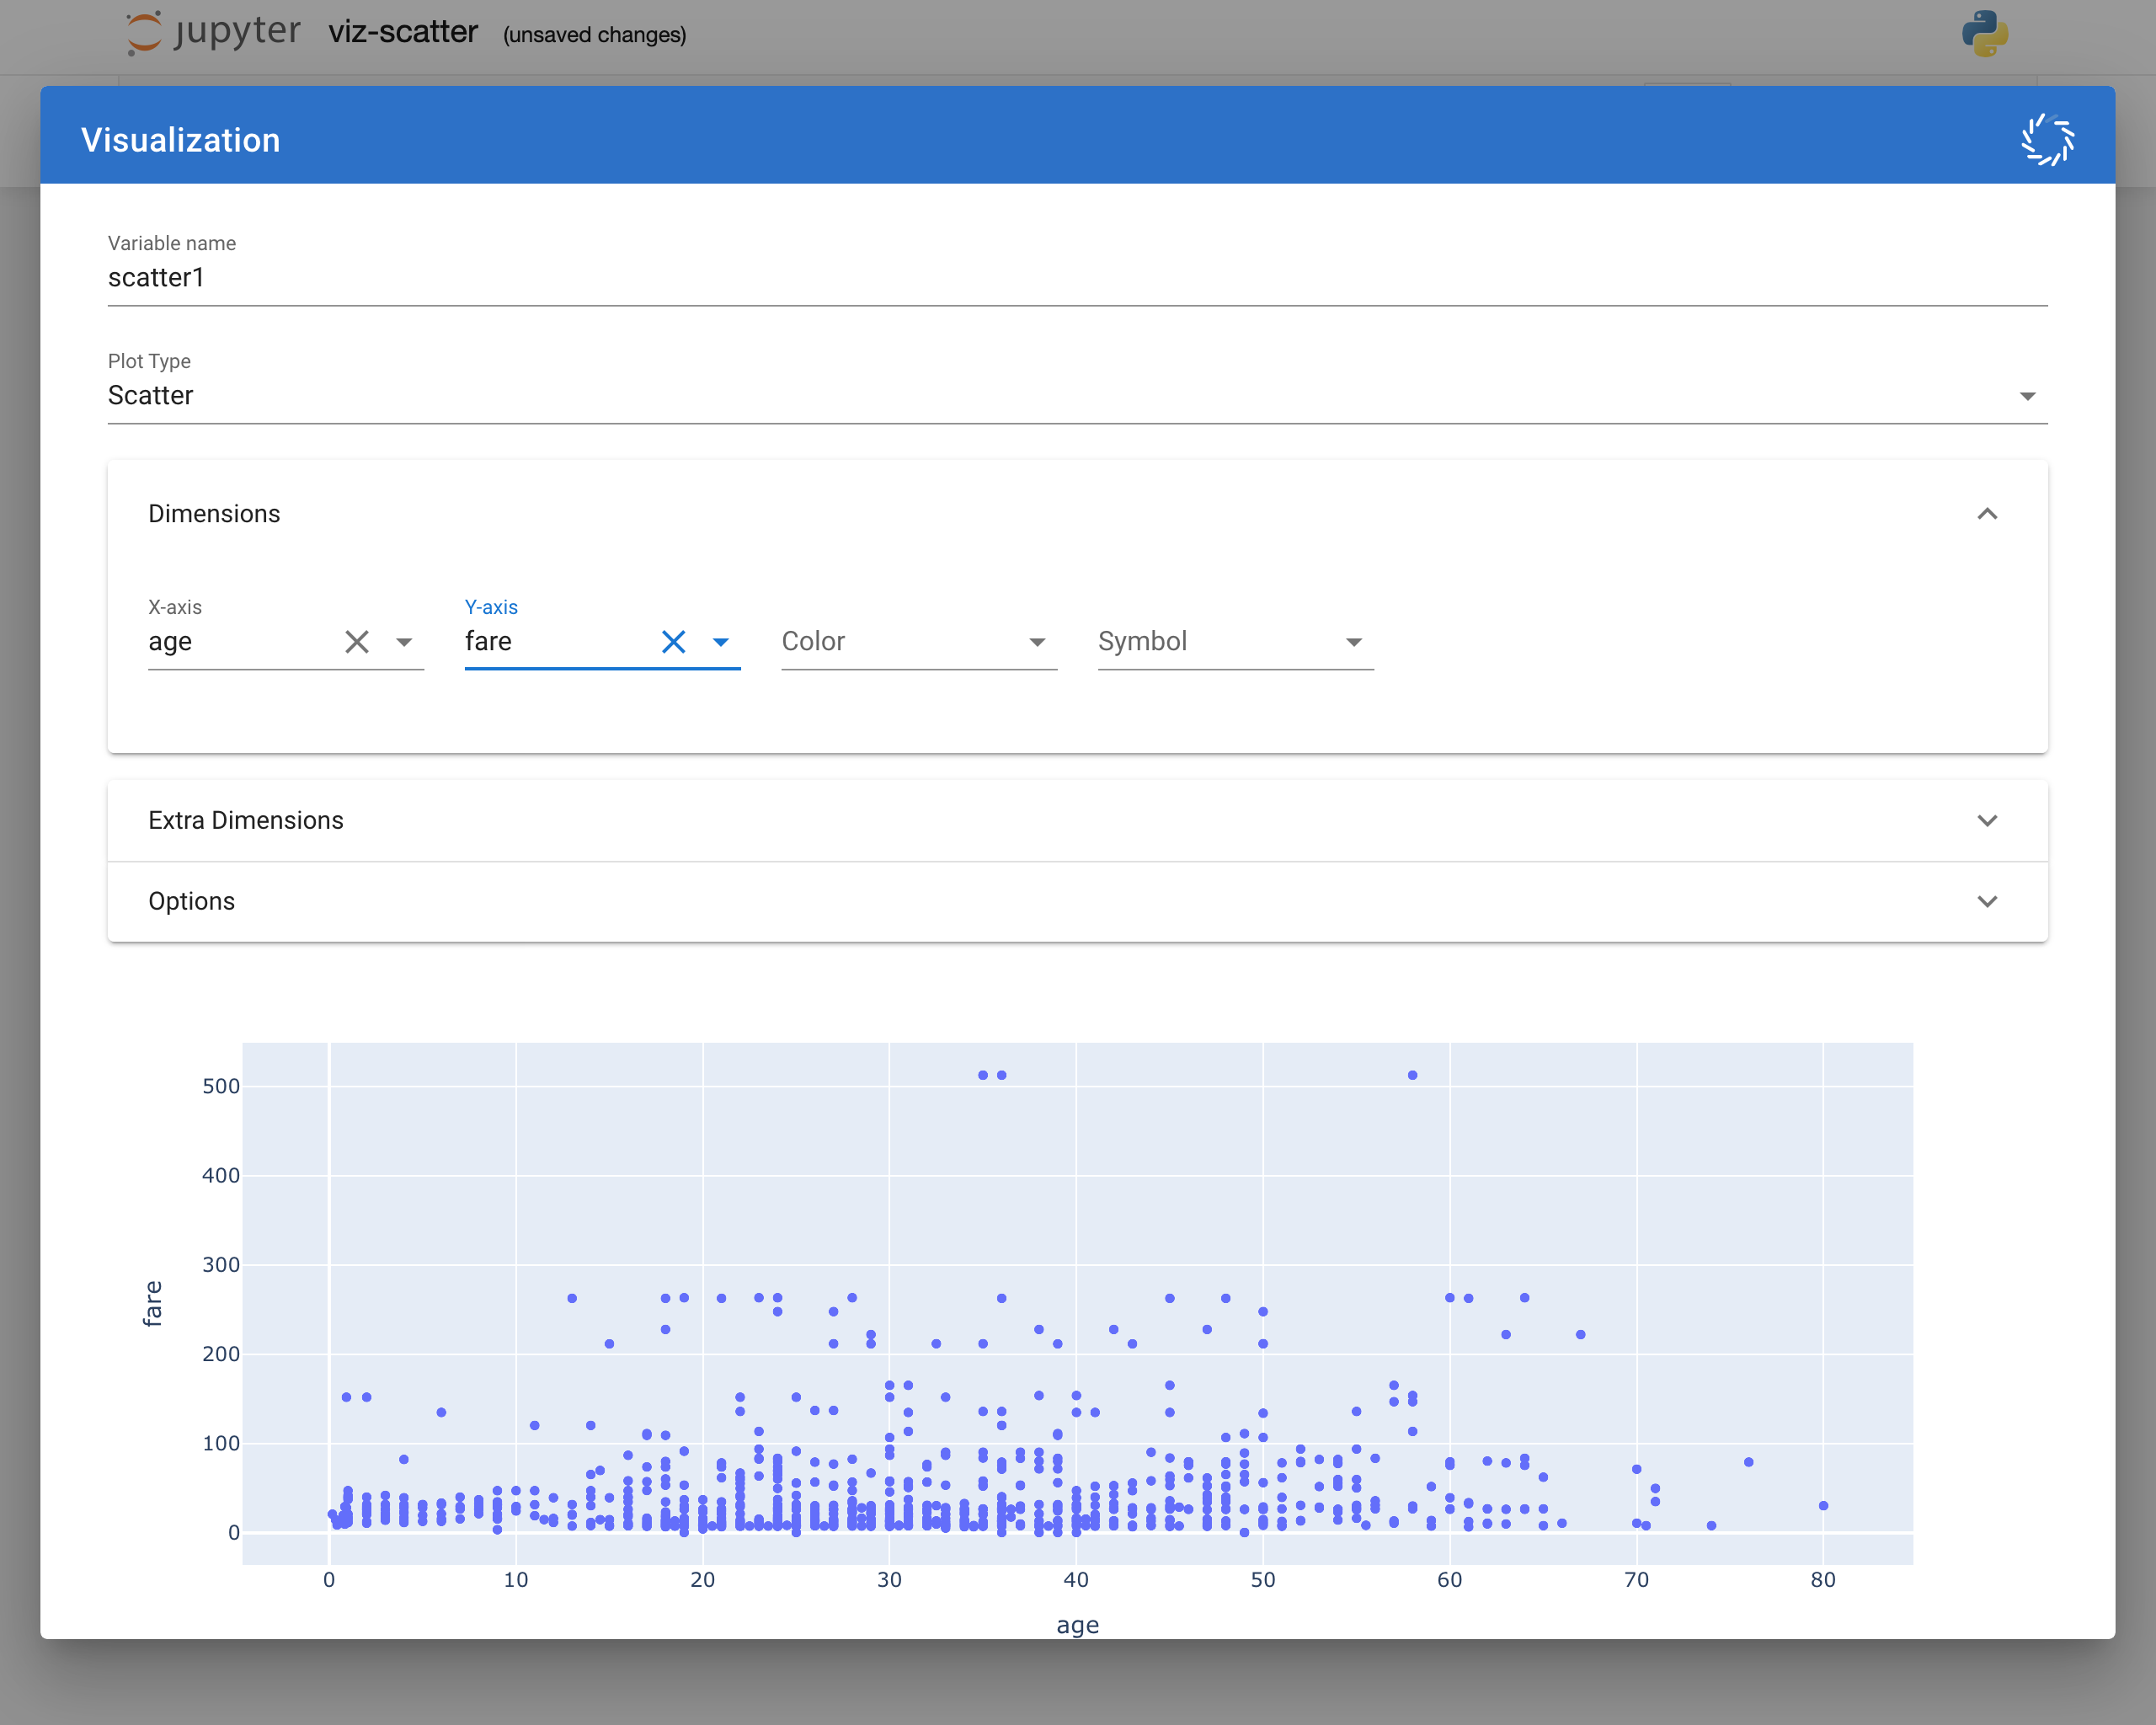 jupyter viz-scatter (unsaved changes)
Visualization
Variable name
scatter1
Plot Type
Scatter
Dimensions
X-axis Y-axis
age fare Color Symbol
Extra Dimensions
Options
500
400
300
200
100
0
fare
0 10 20 30 40 50 60 70 80
age